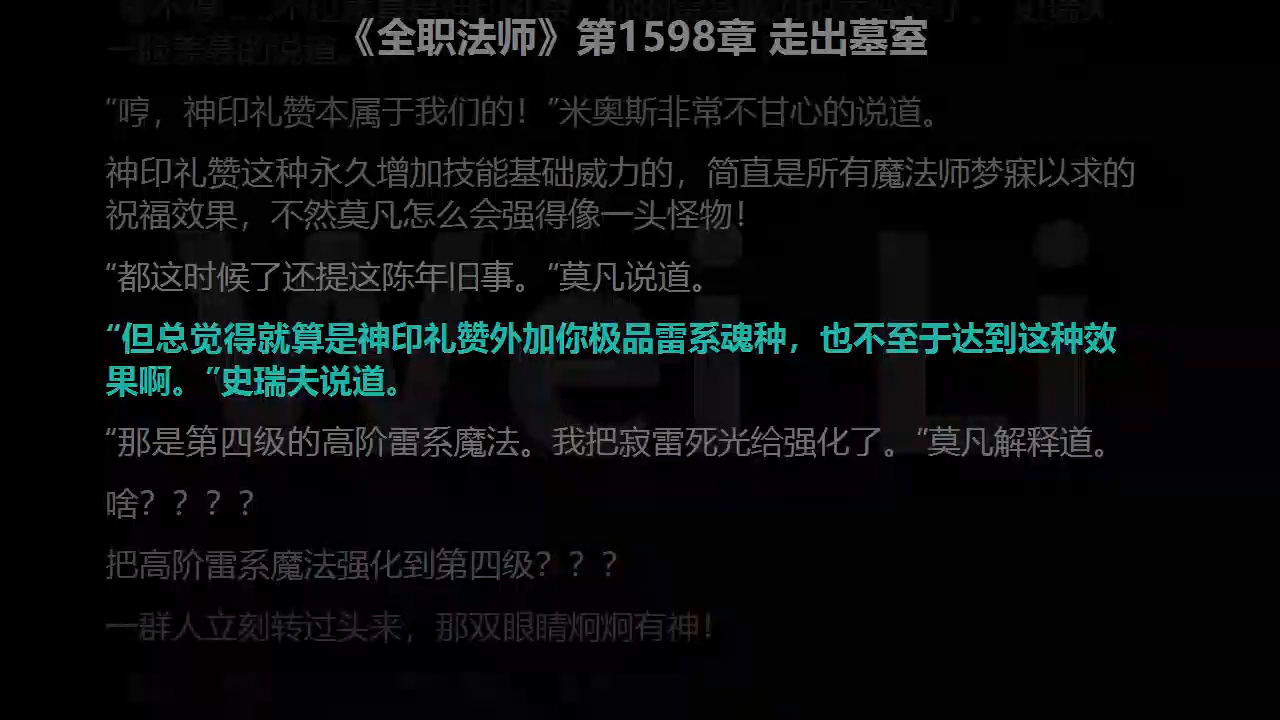 《全职法师》第1598章 走出墓室
一脸羡慕的说道。
“哼，神印礼赞本属于我们的！”米奥斯非常不甘心的说道。
神印礼赞这种永久增加技能基础威力的，简直是所有魔法师梦寐以求的
祝福效果，不然莫凡怎么会强得像一头怪物！
“都这时候了还提这陈年旧事。“莫凡说道。
“但总觉得就算是神印礼赞外加你极品雷系魂种，也不至于达到这种效
果啊。”史瑞夫说道。
“那是第四级的高阶雷系魔法。我把寂雷死光给强化了。”莫凡解释道。
啥？？？？
把高阶雷系魔法强化到第四级？？？
一群人立刻转过头来，那双眼睛炯炯有神！
Wei Li